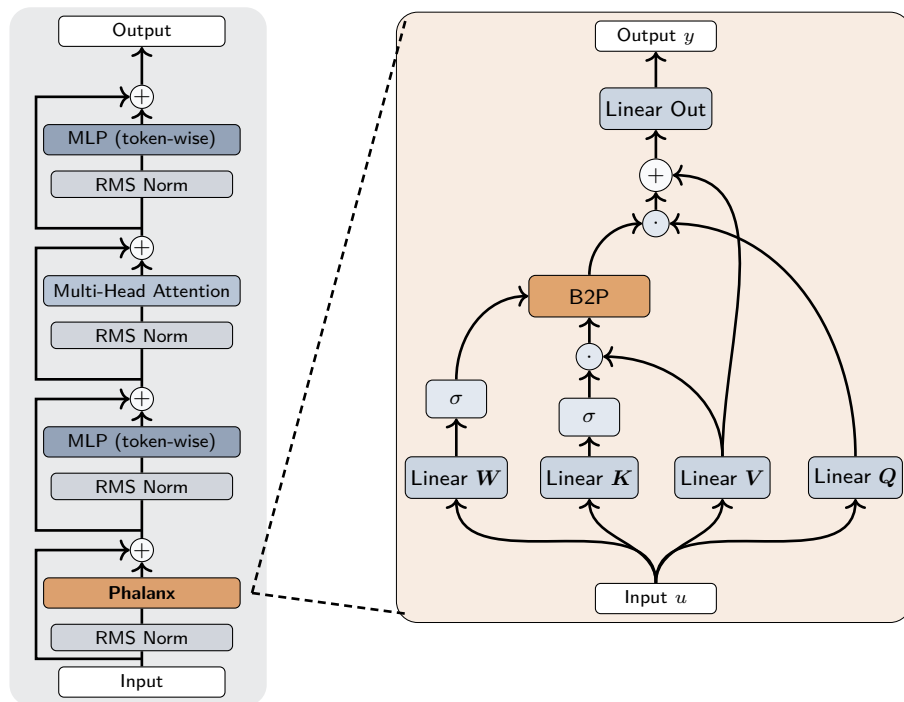 Output
+
MLP (token-wise)
RMS Norm
+
Multi-Head Attention
RMS Norm
+
MLP (token-wise)
RMS Norm
+
Phalanx
RMS Norm
Input
Output y
Linear Out
+
·
B2P
·
σ
σ
Linear W
Linear K
Linear V
Linear Q
Input u